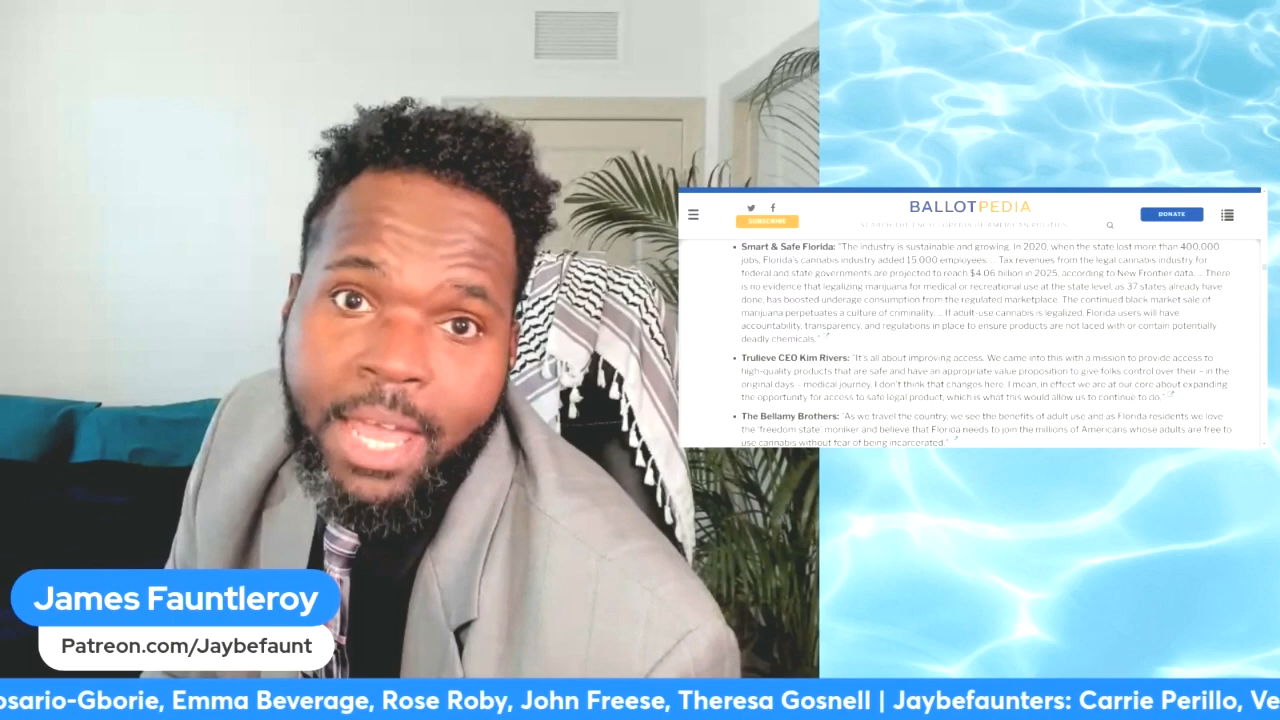 BALLOTPEDIA
SUBSCRIBE
DONATE
SEARCH THE ENCYCLOPEDIA OF AMERICAN POLITICS
Smart & Safe Florida: "The industry is sustainable and growing. In 2020, when the state lost more than 400,000
jobs, Florida's cannabis industry added 15,000 employees. ... Tax revenues from the legal cannabis industry for
federal and state governments are projected to reach $4.06 billion in 2025, according to New Frontier data. ... There
is no evidence that legalizing marijuana for medical or recreational use at the state level, as 37 states already have
done, has boosted underage consumption from the regulated marketplace. The continued black market sale of
marijuana perpetuates a culture of criminality. ... If adult-use cannabis is legalized, Florida users will have
accountability, transparency, and regulations in place to ensure products are not laced with or contain potentially
deadly chemicals."
Trulieve CEO Kim Rivers: "It's all about improving access. We came into this with a mission to provide access to
high-quality products that are safe and have an appropriate value proposition to give folks control over their – in the
original days – medical journey. I don't think that changes here. I mean, in effect we are at our core about expanding
the opportunity for access to safe legal product, which is what this would allow us to continue to do."
The Bellamy Brothers: "As we travel the country, we see the benefits of adult use and as Florida residents we love
the 'freedom state' moniker and believe that Florida needs to join the millions of Americans whose adults are free to
use cannabis without fear of being incarcerated."
James Fauntleroy
Patreon.com/Jaybefaunt
osario-Gborie, Emma Beverage, Rose Roby, John Freese, Theresa Gosnell | Jaybefaunters: Carrie Perillo, Ve